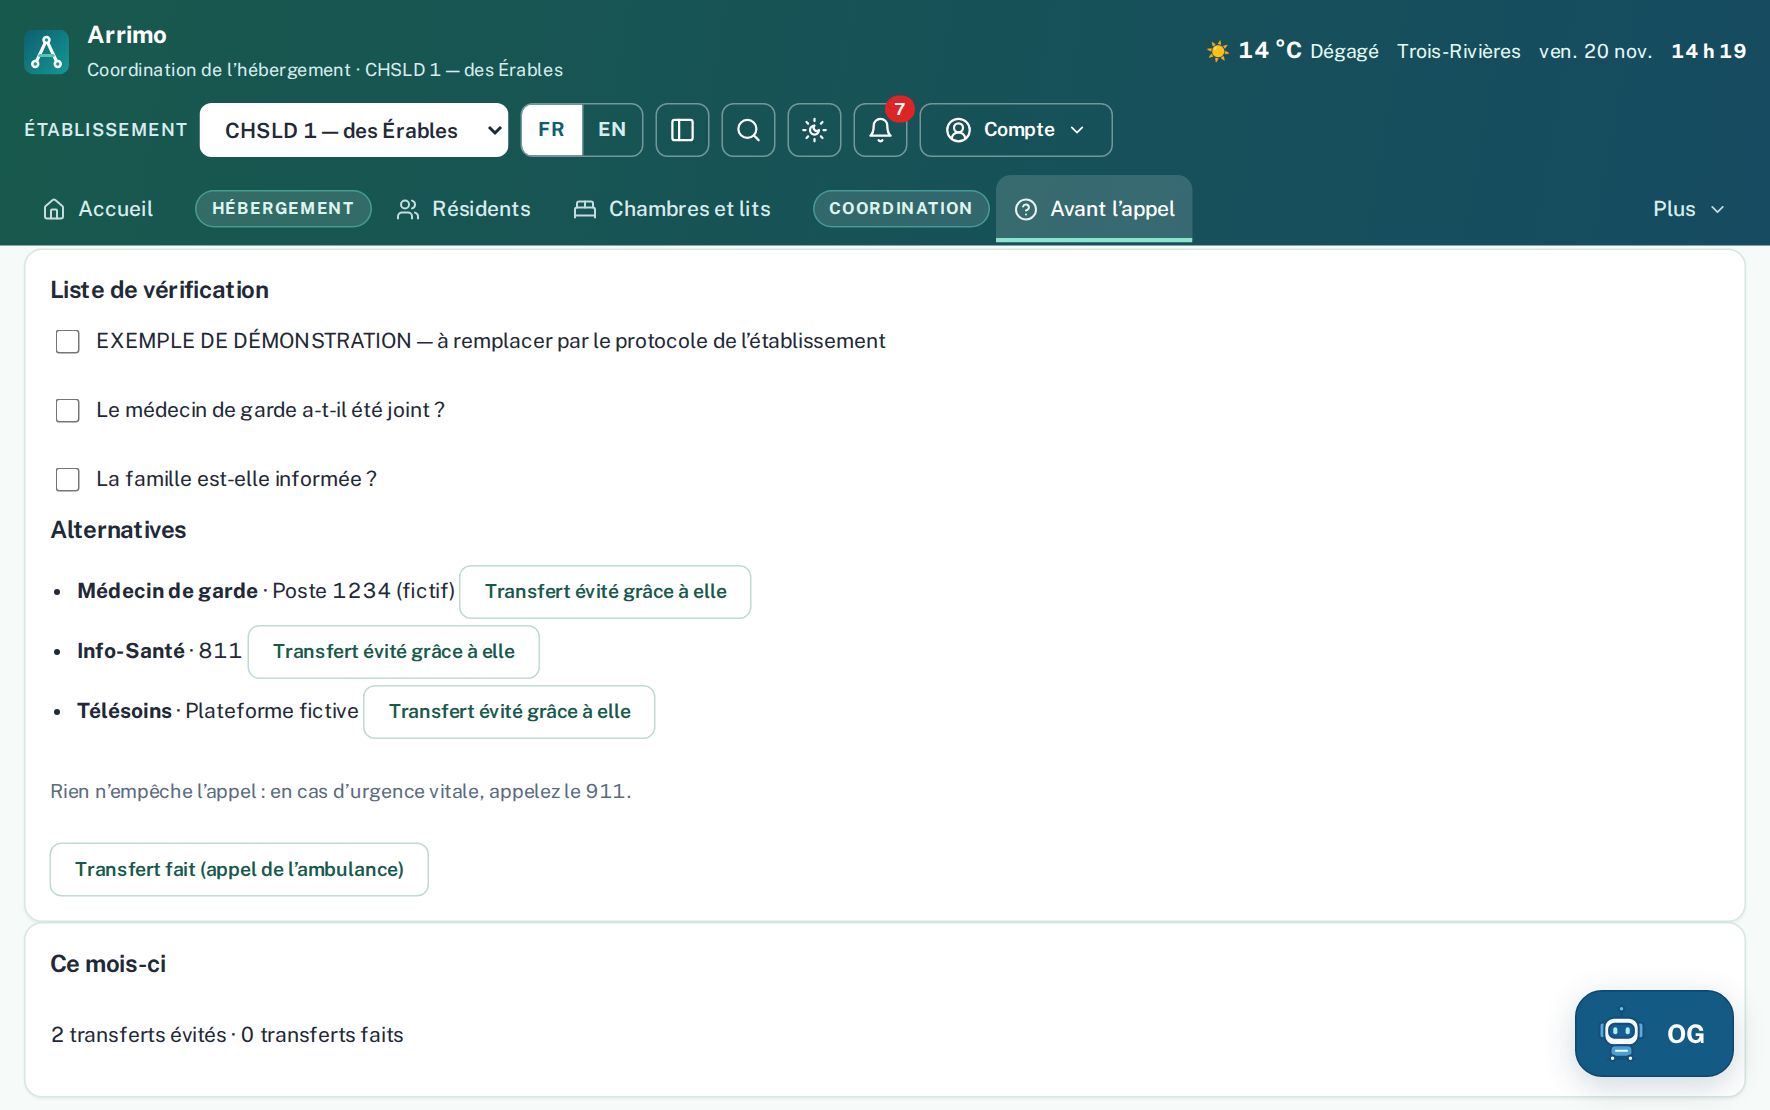 Arrimo
Coordination de l’hébergement · CHSLD 1 — des Érables
☀️ 14 °C Dégagé Trois-Rivières ven. 20 nov. 14 h 19
ÉTABLISSEMENT CHSLD 1 — des Érables FR EN 7 Compte
Accueil HÉBERGEMENT Résidents Chambres et lits COORDINATION Avant l’appel Plus
Liste de vérification
EXEMPLE DE DÉMONSTRATION — à remplacer par le protocole de l’établissement
Le médecin de garde a-t-il été joint ?
La famille est-elle informée ?
Alternatives
• Médecin de garde · Poste 1234 (fictif) Transfert évité grâce à elle
• Info-Santé · 811 Transfert évité grâce à elle
• Télésoins · Plateforme fictive Transfert évité grâce à elle
Rien n’empêche l’appel : en cas d’urgence vitale, appelez le 911.
Transfert fait (appel de l’ambulance)
Ce mois-ci
2 transferts évités · 0 transferts faits
OG